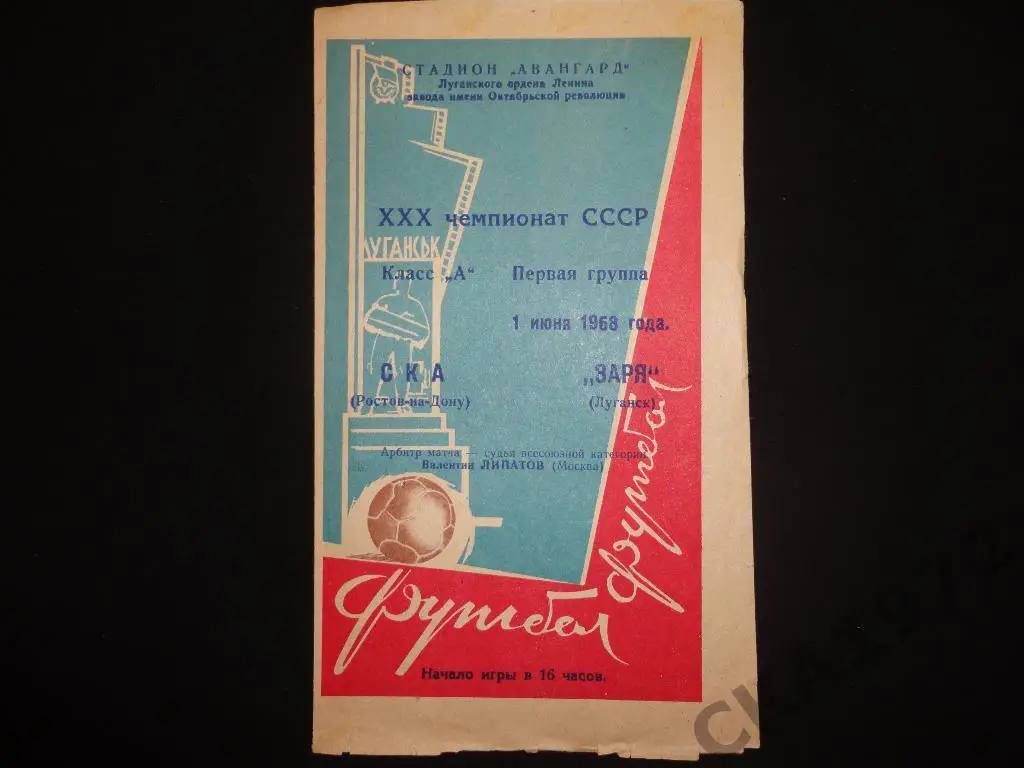 СТАДИОН „АВАНГАРД"
Луганского ордена Ленина
завода имени Октябрьской революции
XXX чемпионат СССР
ЛУГАНСЬК
Класс „А" Первая группа
1 июня 1968 года.
СКА „ЗАРЯ"
(Ростов-на-Дону) (Луганск)
Арбитр матча — судья всесоюзной категории
Валентин ЛИПАТОВ (Москва)
футбол
футбол
Начало игры в 16 часов.